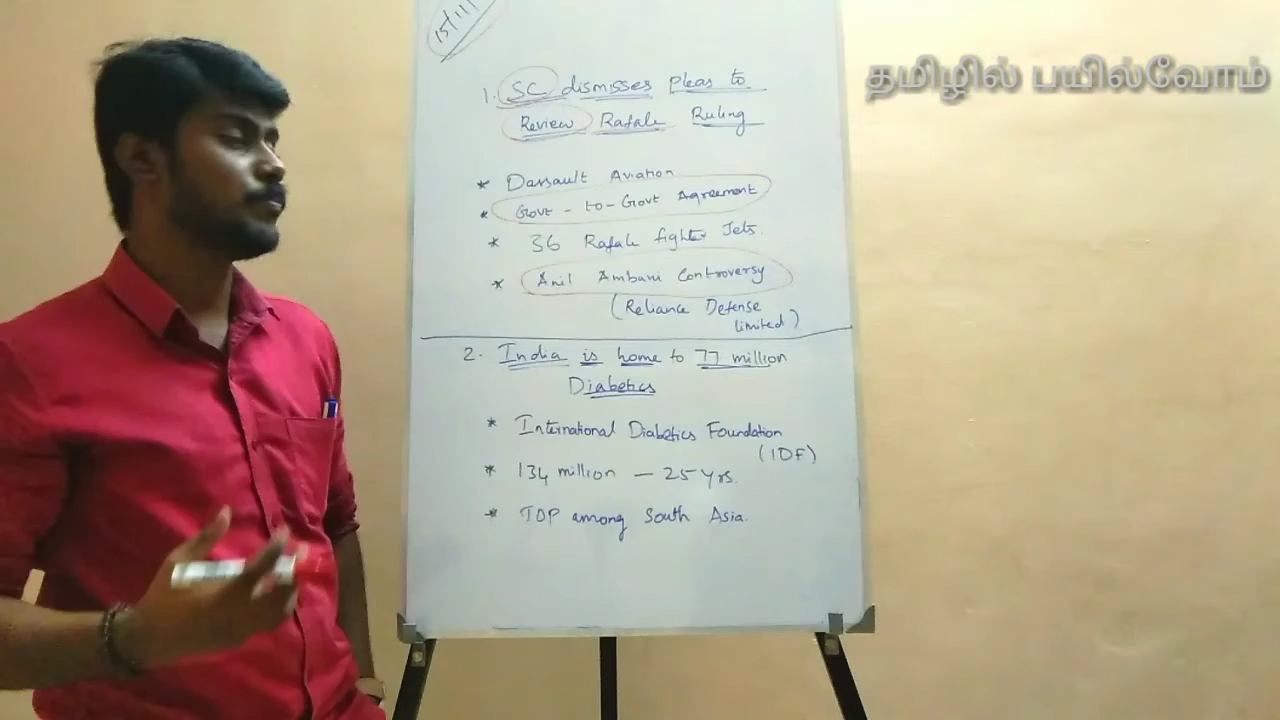 15/11/
தமிழில் பயில்வோம்
1. SC dismisses Pleas to
Review Rafale Ruling
* Dassault Aviation
* Govt - to - Govt Agreement
* 36 Rafale fighter Jets.
* Anil Ambani Controversy
(Reliance Defense
limited)
2. India is home to 77 million
Diabetics
* International Diabetics Foundation
(IDF)
* 134 million — 25 yrs.
* TOP among South Asia.